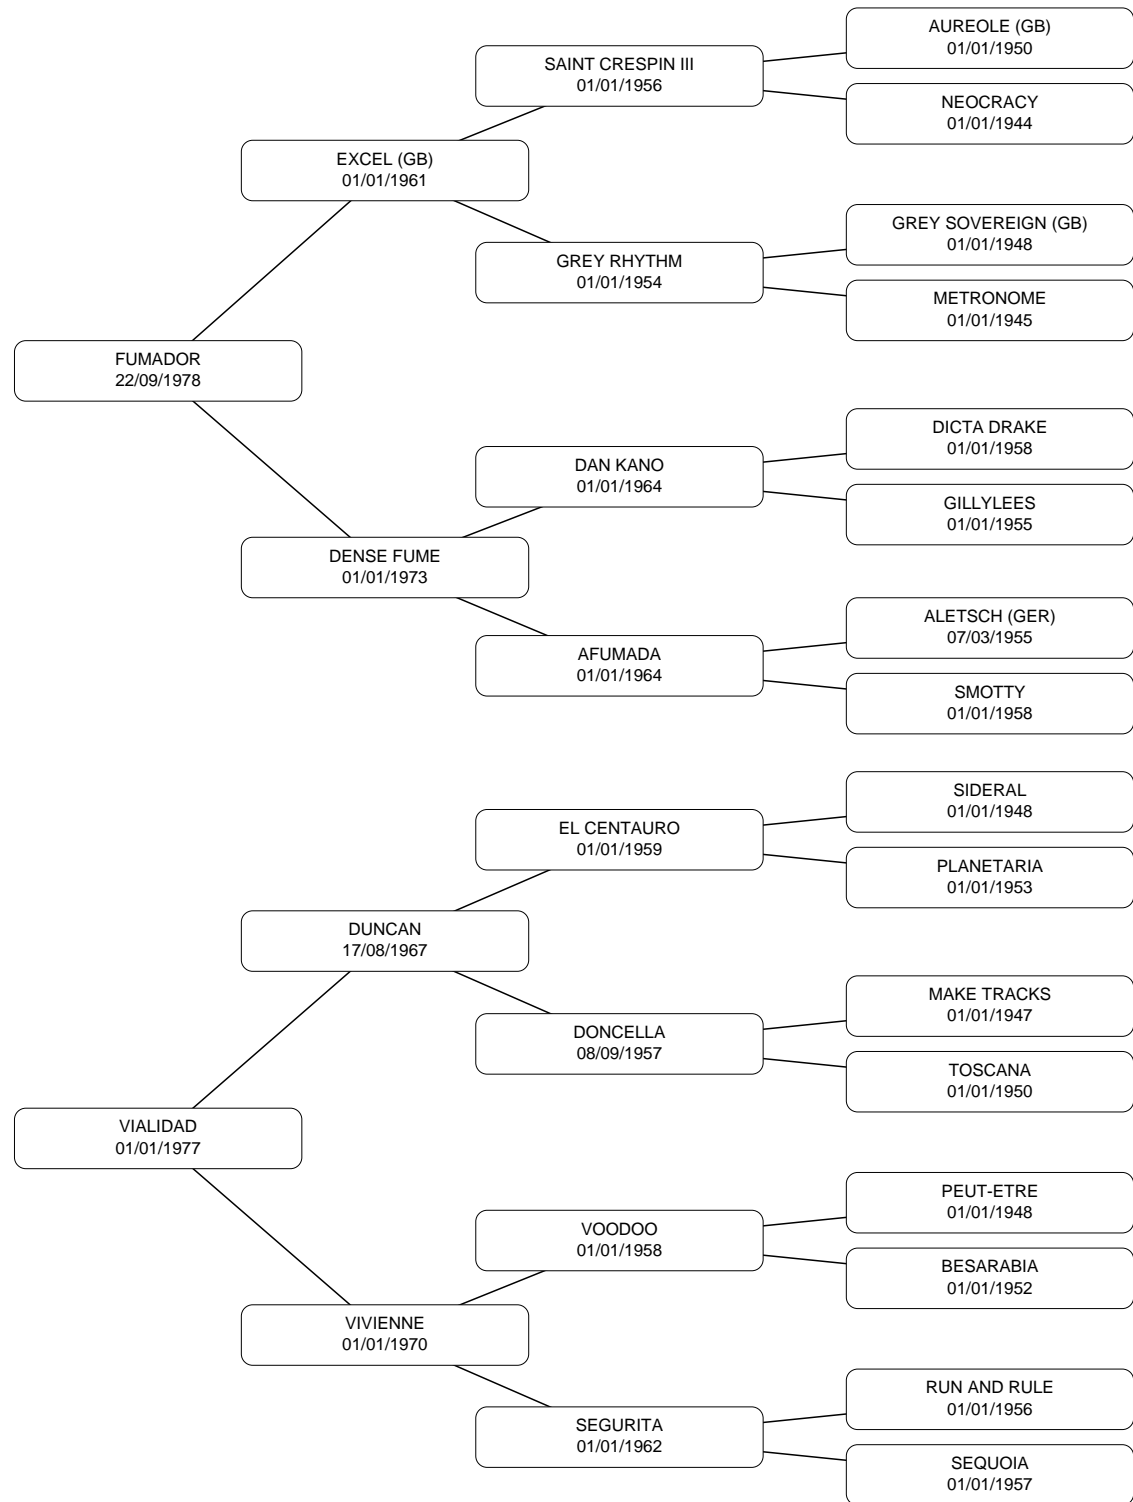 AUREOLE (GB)
01/01/1950
SAINT CRESPIN III
01/01/1956
NEOCRACY
01/01/1944
EXCEL (GB)
01/01/1961
GREY SOVEREIGN (GB)
01/01/1948
GREY RHYTHM
01/01/1954
METRONOME
01/01/1945
FUMADOR
22/09/1978
DICTA DRAKE
01/01/1958
DAN KANO
01/01/1964
GILLYLEES
01/01/1955
DENSE FUME
01/01/1973
ALETSCH (GER)
07/03/1955
AFUMADA
01/01/1964
SMOTTY
01/01/1958
SIDERAL
01/01/1948
EL CENTAURO
01/01/1959
PLANETARIA
01/01/1953
DUNCAN
17/08/1967
MAKE TRACKS
01/01/1947
DONCELLA
08/09/1957
TOSCANA
01/01/1950
VIALIDAD
01/01/1977
PEUT-ETRE
01/01/1948
VOODOO
01/01/1958
BESARABIA
01/01/1952
VIVIENNE
01/01/1970
RUN AND RULE
01/01/1956
SEGURITA
01/01/1962
SEQUOIA
01/01/1957